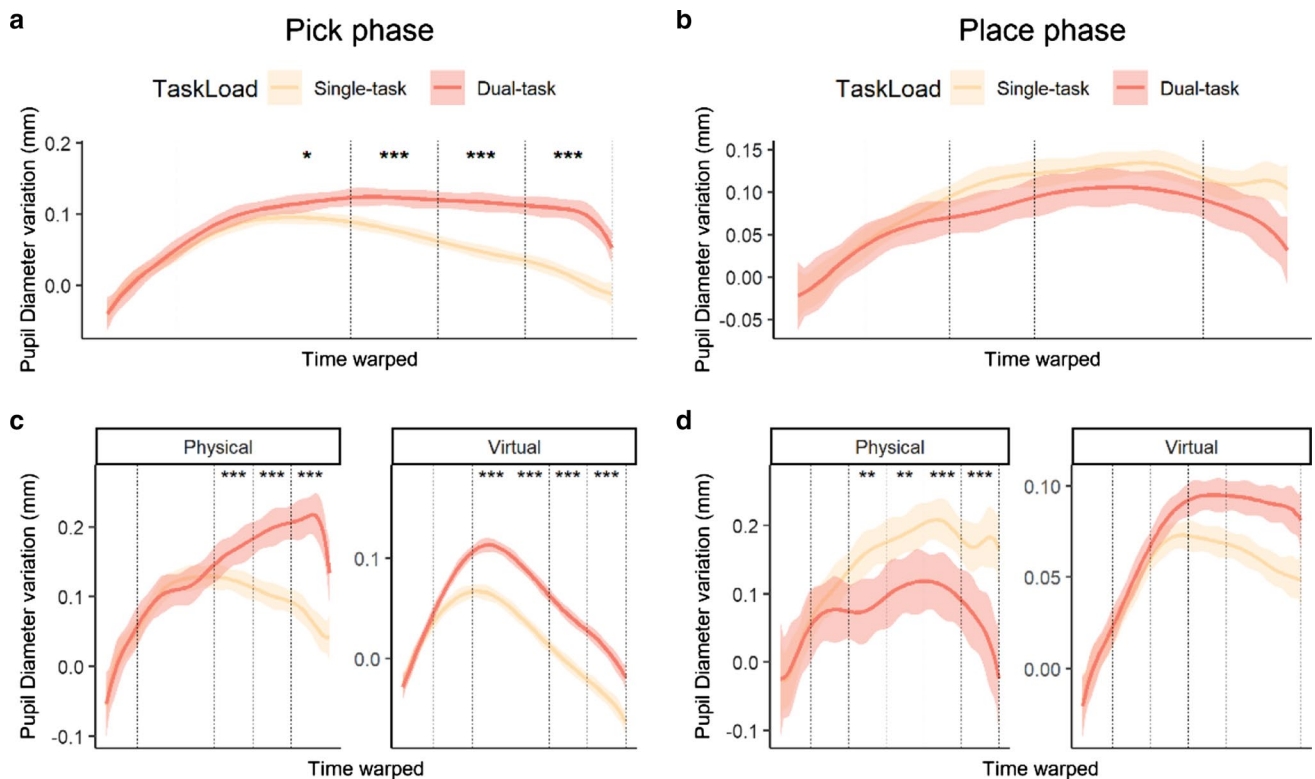 a
Pick phase
TaskLoad Single-task Dual-task
Pupil Diameter variation (mm)
0.2
0.1
0.0
* *** *** ***
Time warped
b
Place phase
TaskLoad Single-task Dual-task
Pupil Diameter variation (mm)
0.15
0.10
0.05
0.00
-0.05
Time warped
c
Physical Virtual
Pupil Diameter variation (mm)
*** *** ***
0.2
0.1
0.0
-0.1
*** *** *** ***
0.1
0.0
Time warped
d
Physical Virtual
Pupil Diameter variation (mm)
** ** *** ***
0.2
0.1
0.0
-0.1
0.10
0.05
0.00
Time warped